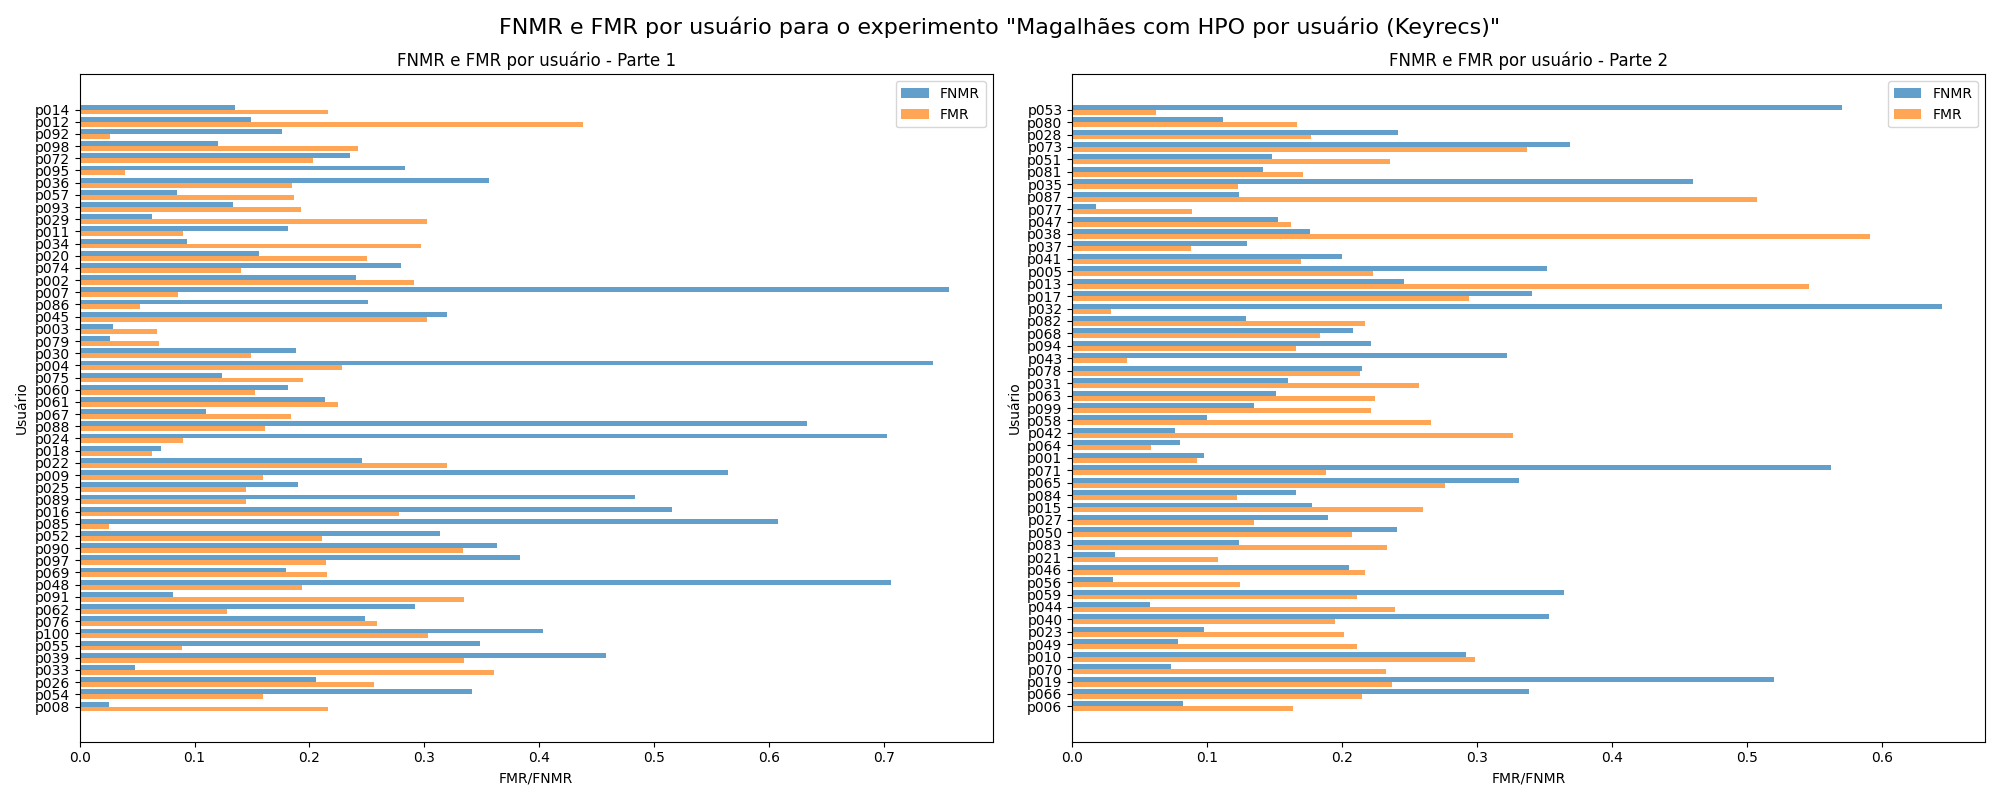 FNMR e FMR por usuário para o experimento "Magalhães com HPO por usuário (Keyrecs)"
FNMR e FMR por usuário - Parte 1
FNMR
FMR
Usuário
p014
p012
p092
p098
p072
p095
p036
p057
p093
p029
p011
p034
p020
p074
p002
p007
p086
p045
p003
p079
p030
p004
p075
p060
p061
p067
p088
p024
p018
p022
p009
p025
p089
p016
p085
p052
p090
p097
p069
p048
p091
p062
p076
p100
p055
p039
p033
p026
p054
p008
0.0 0.1 0.2 0.3 0.4 0.5 0.6 0.7
FMR/FNMR
FNMR e FMR por usuário - Parte 2
FNMR
FMR
Usuário
p053
p080
p028
p073
p051
p081
p035
p087
p077
p047
p038
p037
p041
p005
p013
p017
p032
p082
p068
p094
p043
p078
p031
p063
p099
p058
p042
p064
p001
p071
p065
p084
p015
p027
p050
p083
p021
p046
p056
p059
p044
p040
p023
p049
p010
p070
p019
p066
p006
0.0 0.1 0.2 0.3 0.4 0.5 0.6
FMR/FNMR